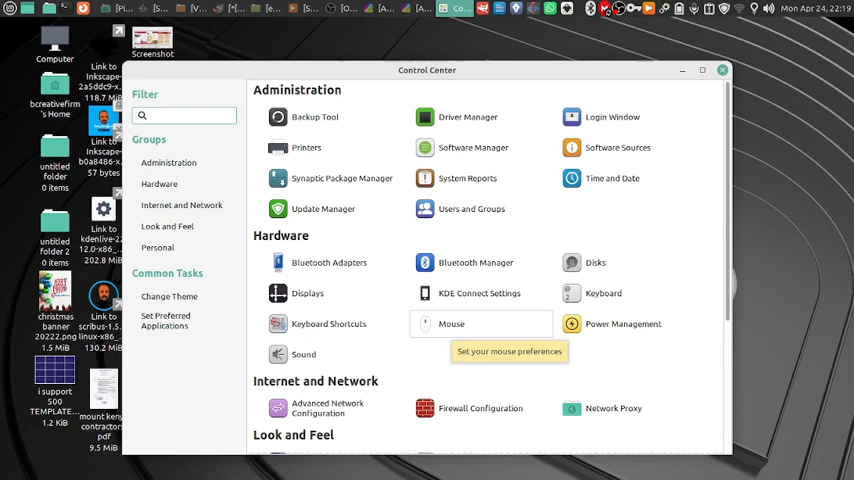 [Pi...
[S...
[V...
[*(...
[e...
[S...
[O...
[A...
[A...
Co...
Mon Apr 24, 22:19
Computer
bcreativefirm
's Home
untitled
folder
0 items
untitled
folder 2
0 items
christmas
banner
20222.png
1.5 MiB
i support
500
TEMPLATE...
1.2 KiB
Link to
Inkscape-
2a5ddc9-x...
118.7 MiB
Link to
Inkscape-
b0a8486-x...
57 bytes
Link to
kdenlive-22
12.0-x86_...
202.8 MiB
Link to
scribus-1.5...
linux-x86_...
130.2 MiB
mount keny
contractors
pdf
9.5 MiB
Screenshot
Control Center
Filter
Groups
Administration
Hardware
Internet and Network
Look and Feel
Personal
Common Tasks
Change Theme
Set Preferred
Applications
Administration
Backup Tool
Driver Manager
Login Window
Printers
Software Manager
Software Sources
Synaptic Package Manager
System Reports
Time and Date
Update Manager
Users and Groups
Hardware
Bluetooth Adapters
Bluetooth Manager
Disks
Displays
KDE Connect Settings
Keyboard
Keyboard Shortcuts
Mouse
Power Management
Set your mouse preferences
Sound
Internet and Network
Advanced Network
Configuration
Firewall Configuration
Network Proxy
Look and Feel